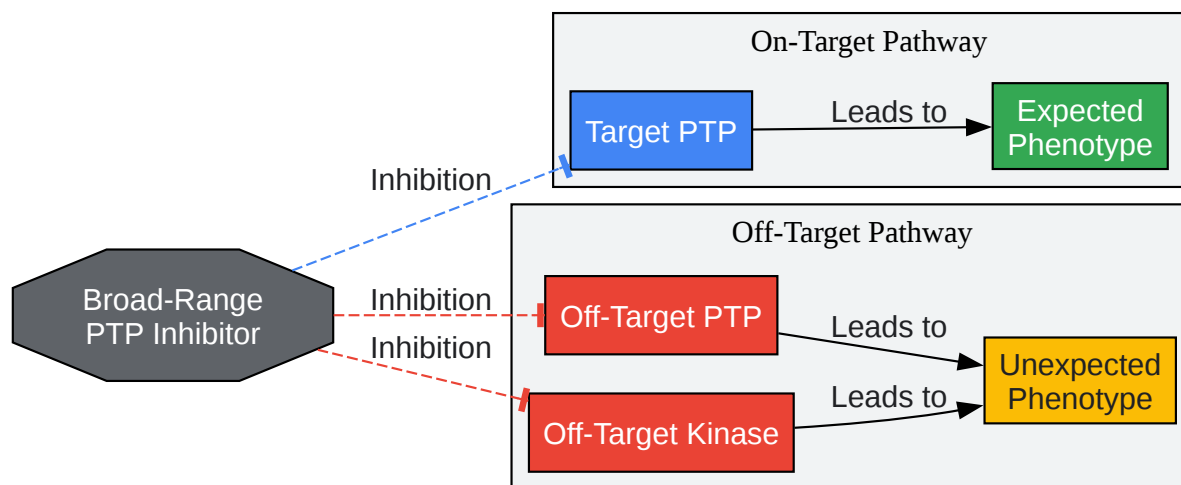 On-Target Pathway
Target PTP
Leads to
Expected
Phenotype
Inhibition
Off-Target Pathway
Broad-Range
PTP Inhibitor
Inhibition
Off-Target PTP
Leads to
Inhibition
Unexpected
Phenotype
Off-Target Kinase
Leads to